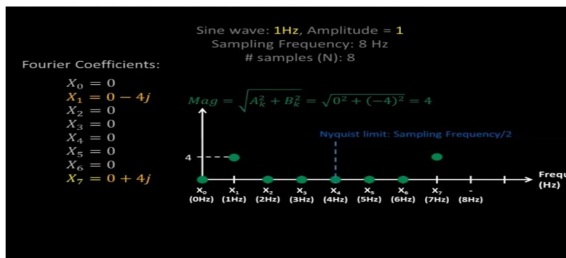 Sine wave: 1Hz, Amplitude = 1
Sampling Frequency: 8 Hz
# samples (N): 8
Fourier Coefficients:
X₀ = 0
X₁ = 0 − 4j
X₂ = 0
X₃ = 0
X₄ = 0
X₅ = 0
X₆ = 0
X₇ = 0 + 4j
Mag = √(A²ₖ + B²ₖ) = √(0² + (−4)²) = 4
Nyquist limit: Sampling Frequency/2
4
X₀ X₁ X₂ X₃ X₄ X₅ X₆ X₇ -
(0Hz) (1Hz) (2Hz) (3Hz) (4Hz) (5Hz) (6Hz) (7Hz) (8Hz)
Frequ
(Hz)